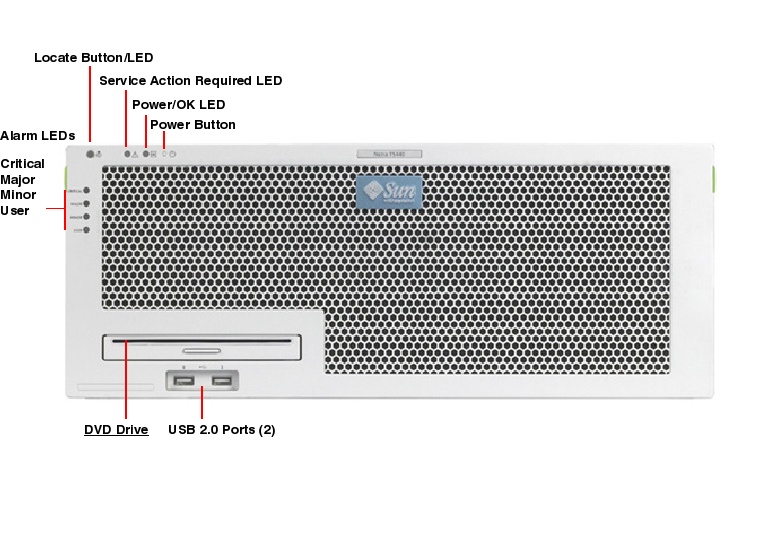 Locate Button/LED
Service Action Required LED
Power/OK LED
Power Button
Alarm LEDs
Critical
Major
Minor
User
Netra
Sun
DVD Drive
USB 2.0 Ports (2)